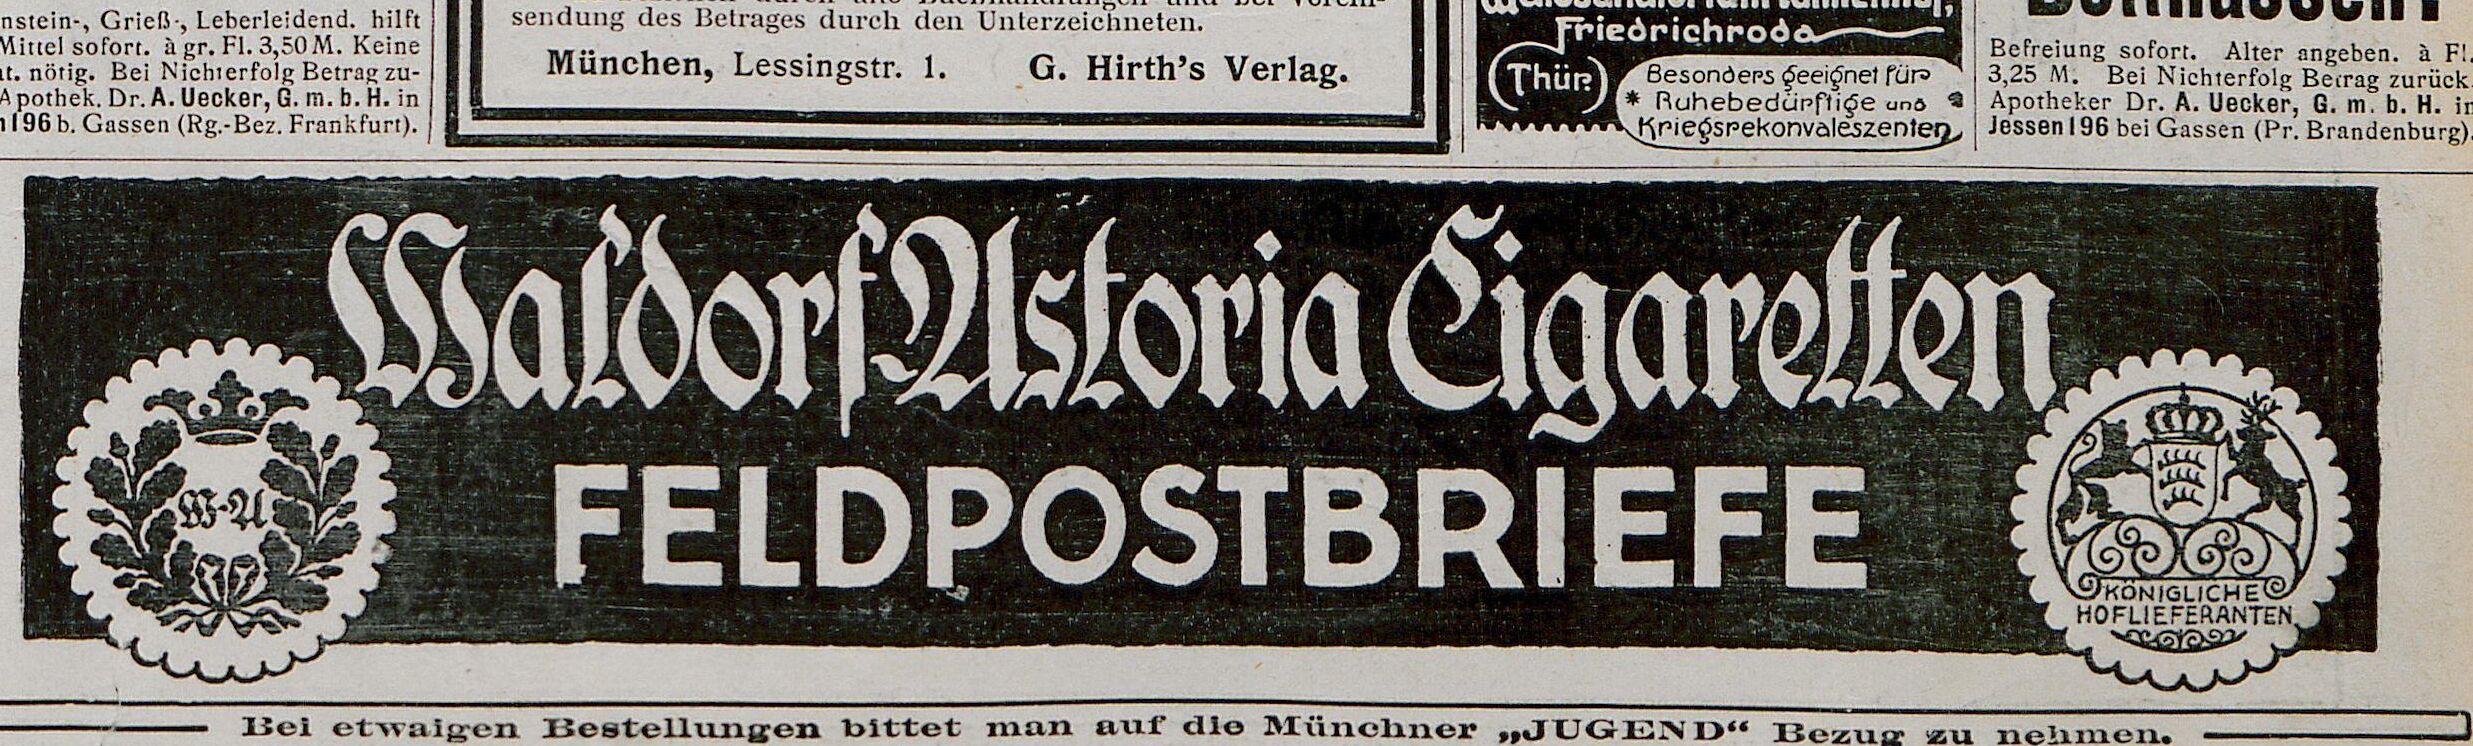 nstein-, Grieß-, Leberleidend. hilft
Mittel sofort. à gr. Fl. 3,50 M. Keine
at. nötig. Bei Nichterfolg Betrag zu-
Apothek. Dr. A. Uecker, G. m. b. H. in
n 196 b. Gassen (Rg.-Bez. Frankfurt).
sendung des Betrages durch den Unterzeichneten.
München, Lessingstr. 1. G. Hirth's Verlag.
Friedrichroda
(Thür.)
Besonders geeignet für
* Ruhebedürftige und
Kriegsrekonvaleszenten
Befreiung sofort. Alter angeben. à Fl.
3,25 M. Bei Nichterfolg Betrag zurück.
Apotheker Dr. A. Uecker, G. m. b. H. in
Jessen 196 bei Gassen (Pr. Brandenburg).
Waldorf Astoria Cigaretten
FELDPOSTBRIEFE
W-A
KÖNIGLICHE
HOFLIEFERANTEN
Bei etwaigen Bestellungen bittet man auf die Münchner „JUGEND“ Bezug zu nehmen.